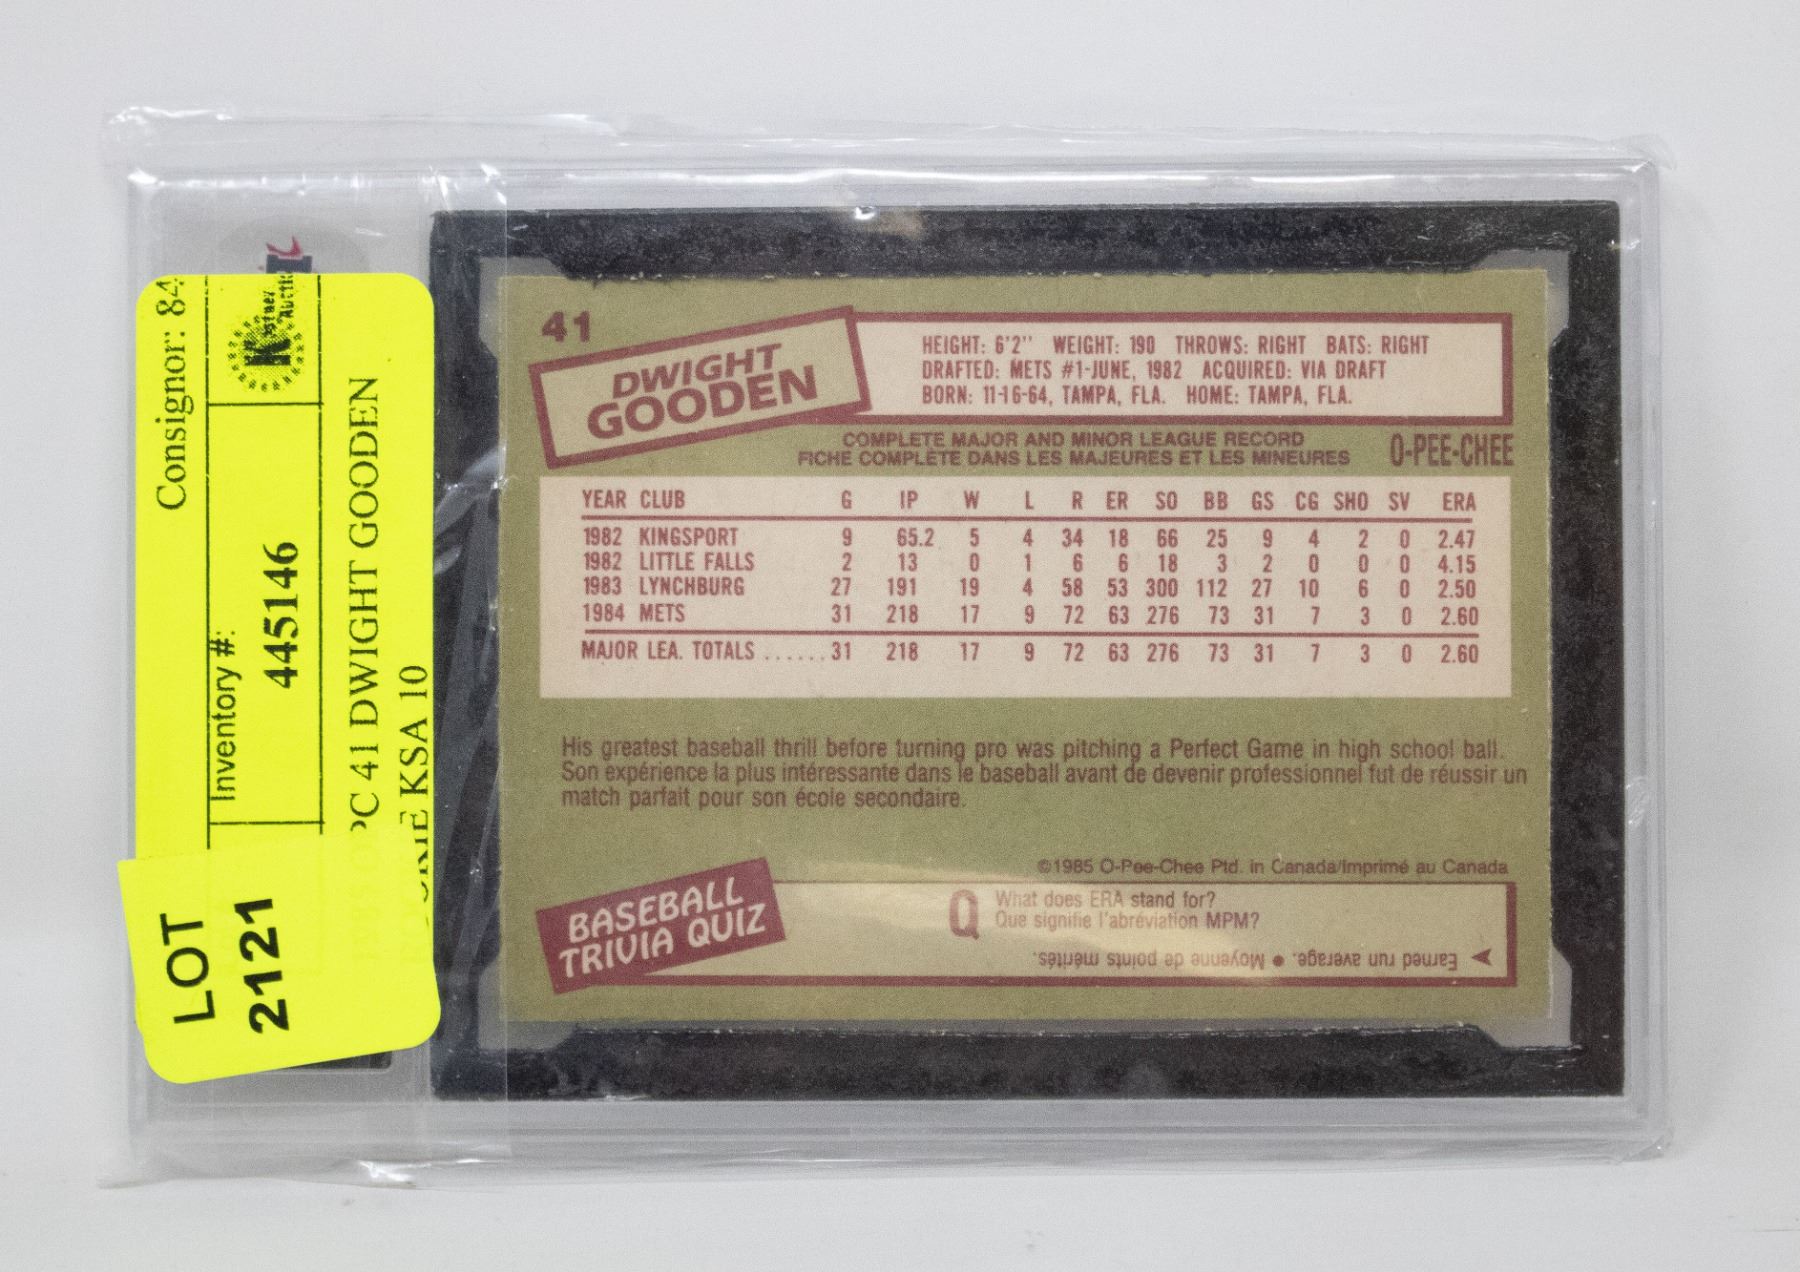 Consignor: 84
Inventory #:
445146
41 DWIGHT GOODEN
KSA 10
LOT
2121
41
DWIGHT
GOODEN
HEIGHT: 6'2" WEIGHT: 190 THROWS: RIGHT BATS: RIGHT
DRAFTED: METS #1-JUNE, 1982 ACQUIRED: VIA DRAFT
BORN: 11-16-64, TAMPA, FLA. HOME: TAMPA, FLA.
COMPLETE MAJOR AND MINOR LEAGUE RECORD
FICHE COMPLÈTE DANS LES MAJEURES ET LES MINEURES
O-PEE-CHEE
YEAR CLUB G IP W L R ER SO BB GS CG SHO SV ERA
1982 KINGSPORT 9 65.2 5 4 34 18 66 25 9 4 2 0 2.47
1982 LITTLE FALLS 2 13 0 1 6 6 18 3 2 0 0 0 4.15
1983 LYNCHBURG 27 191 19 4 58 53 300 112 27 10 6 0 2.50
1984 METS 31 218 17 9 72 63 276 73 31 7 3 0 2.60
MAJOR LEA. TOTALS ...... 31 218 17 9 72 63 276 73 31 7 3 0 2.60
His greatest baseball thrill before turning pro was pitching a Perfect Game in high school ball.
Son expérience la plus intéressante dans le baseball avant de devenir professionnel fut de réussir un
match parfait pour son école secondaire.
©1985 O-Pee-Chee Ptd. in Canada/Imprimé au Canada
BASEBALL
TRIVIA QUIZ
Q What does ERA stand for?
Que signifie l'abréviation MPM?
Earned run average. • Moyenne de points mérités.